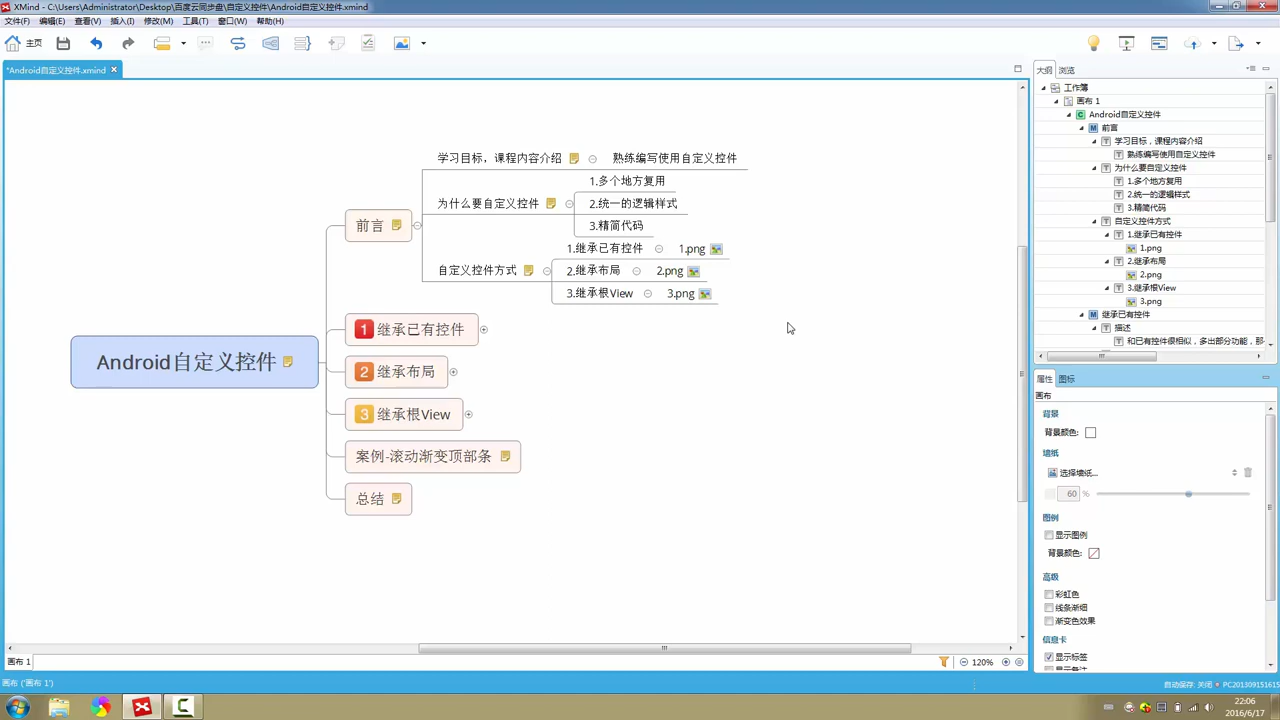 XMind - C:\Users\Administrator\Desktop\百度云同步盘\自定义控件\Android自定义控件.xmind
文件(F) 编辑(E) 查看(V) 插入(I) 修改(M) 工具(T) 窗口(W) 帮助(H)
主页
*Android自定义控件.xmind
学习目标，课程内容介绍 熟练编写使用自定义控件
1.多个地方复用
为什么要自定义控件 2.统一的逻辑样式
3.精简代码
前言
1.继承已有控件 1.png
自定义控件方式 2.继承布局 2.png
3.继承根View 3.png
1 继承已有控件
Android自定义控件
2 继承布局
3 继承根View
案例-滚动渐变顶部条
总结
大纲 浏览
工作簿
画布 1
Android自定义控件
前言
学习目标，课程内容介绍
熟练编写使用自定义控件
为什么要自定义控件
1.多个地方复用
2.统一的逻辑样式
3.精简代码
自定义控件方式
1.继承已有控件
1.png
2.继承布局
2.png
3.继承根View
3.png
继承已有控件
描述
和已有控件很相似，多出部分功能，那
属性 图标
画布
背景
背景颜色:
墙纸
选择墙纸...
60 %
图例
显示图例
背景颜色:
高级
彩虹色
线条渐细
渐变色效果
信息卡
显示标签
画布 1
120%
画布 ('画布 1')
自动保存: 关闭 PC201309151615
22:06
2016/6/17